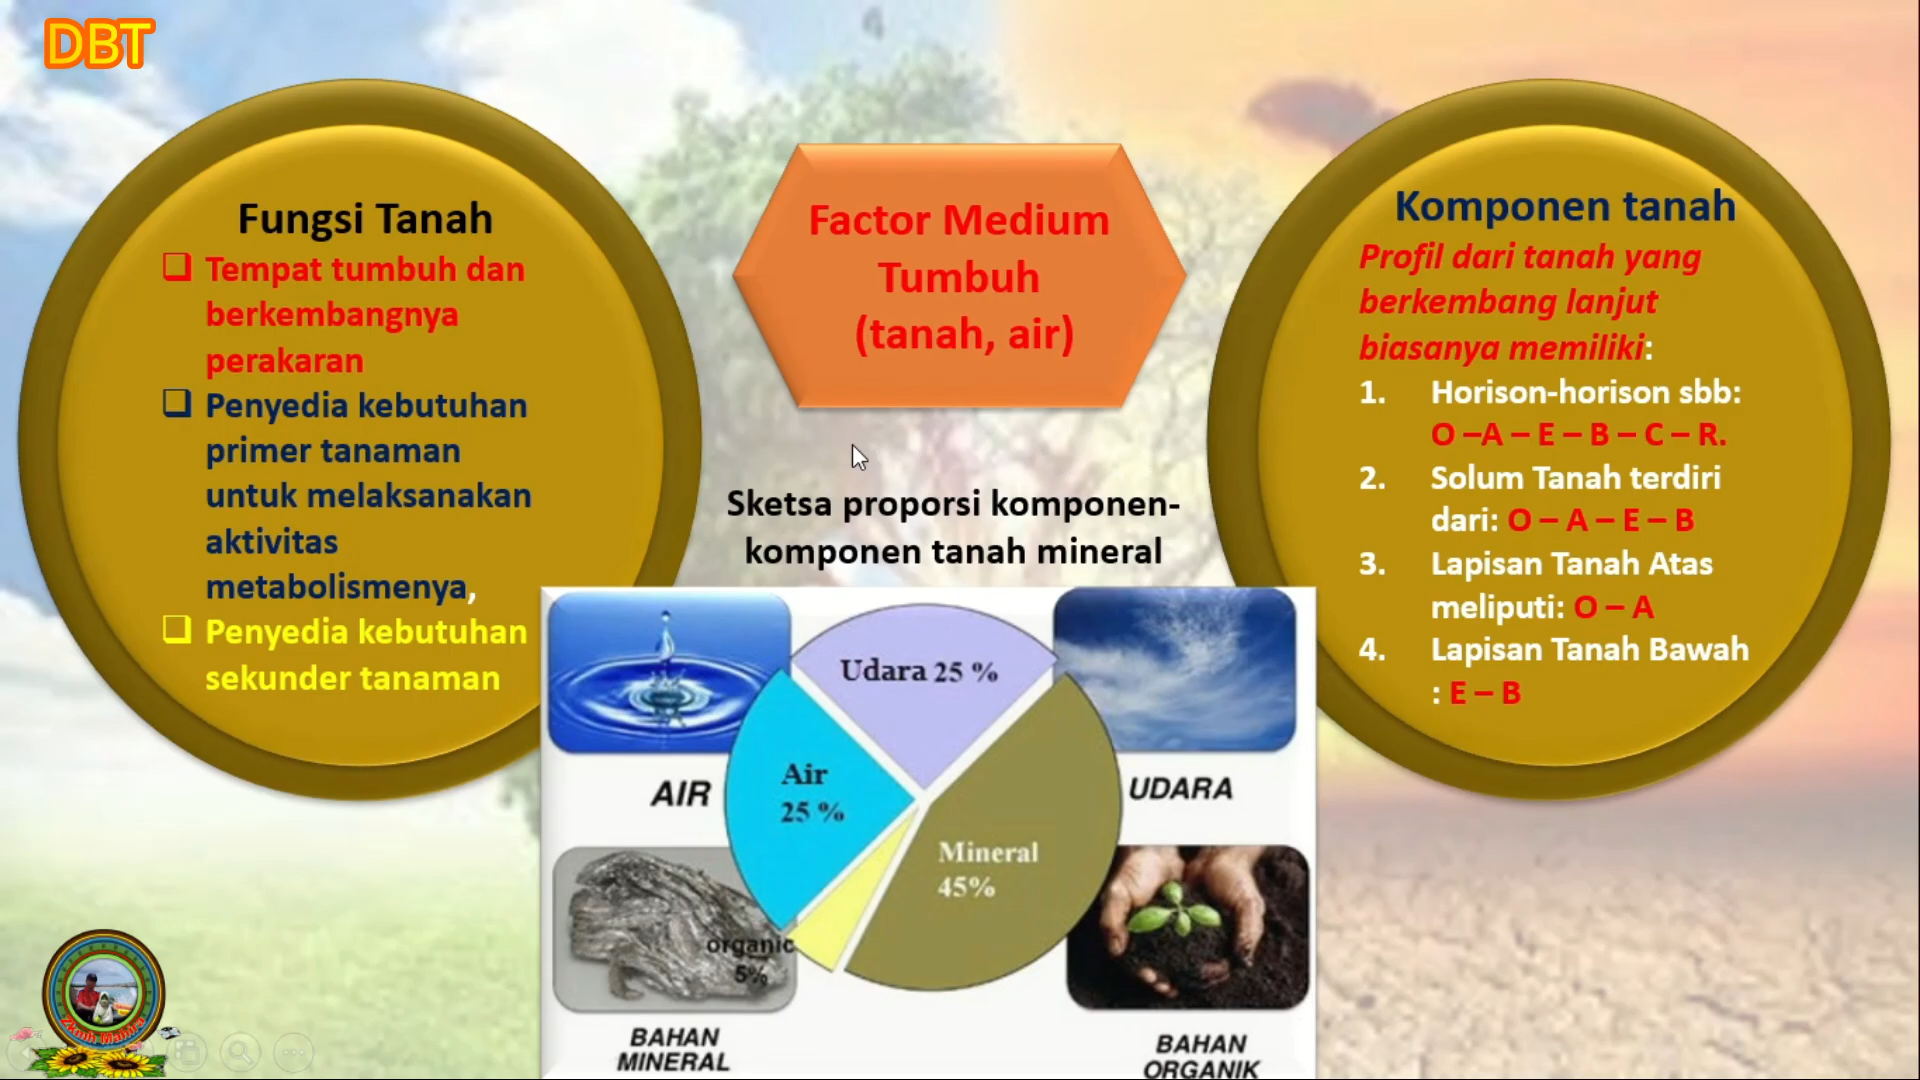 DBT
Fungsi Tanah
Tempat tumbuh dan
berkembangnya
perakaran
Penyedia kebutuhan
primer tanaman
untuk melaksanakan
aktivitas
metabolismenya,
Penyedia kebutuhan
sekunder tanaman
Factor Medium
Tumbuh
(tanah, air)
Sketsa proporsi komponen-
komponen tanah mineral
Udara 25 %
Air
25 %
Mineral
45%
organic
5%
AIR
UDARA
BAHAN
MINERAL
BAHAN
ORGANIK
Komponen tanah
Profil dari tanah yang
berkembang lanjut
biasanya memiliki:
1. Horison-horison sbb:
O –A – E – B – C – R.
2. Solum Tanah terdiri
dari: O – A – E – B
3. Lapisan Tanah Atas
meliputi: O – A
4. Lapisan Tanah Bawah
: E – B